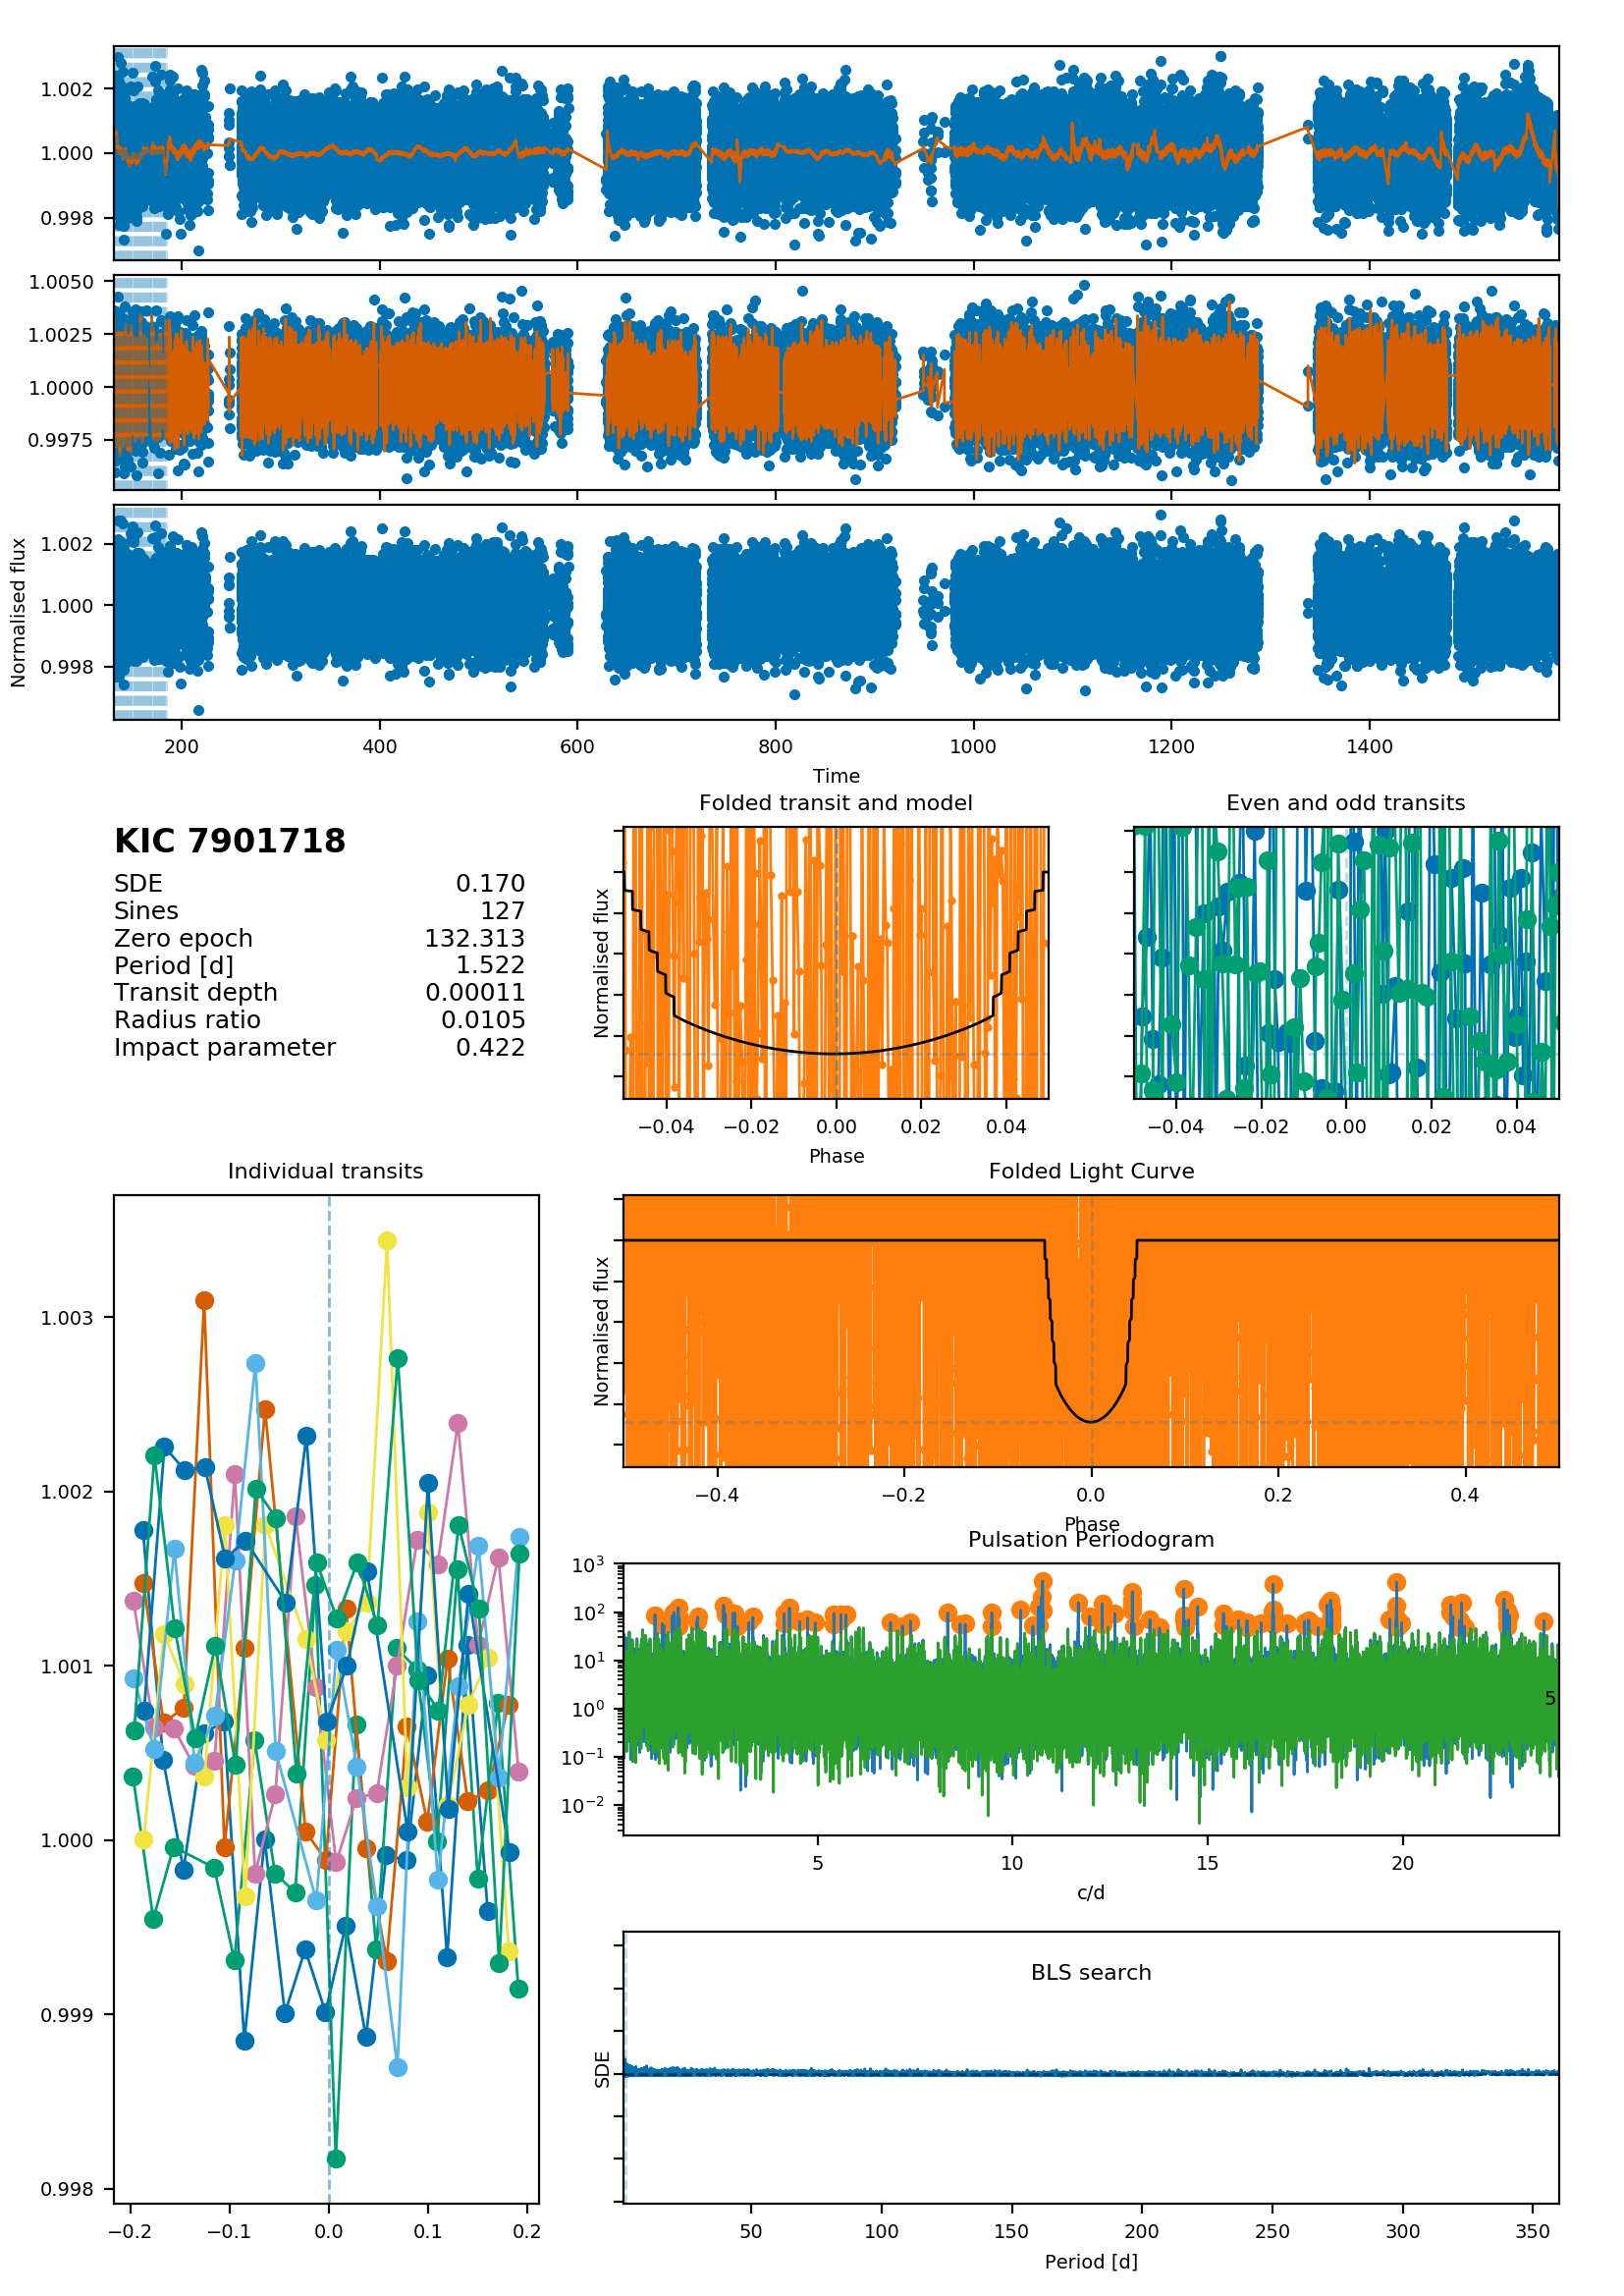 1.002
1.000
0.998
1.0050
1.0025
1.0000
0.9975
Normalised flux
1.002
1.000
0.998
200 400 600 800 1000 1200 1400
Time
KIC 7901718
SDE 0.170
Sines 127
Zero epoch 132.313
Period [d] 1.522
Transit depth 0.00011
Radius ratio 0.0105
Impact parameter 0.422
Folded transit and model
Normalised flux
−0.04 −0.02 0.00 0.02 0.04
Phase
Even and odd transits
−0.04 −0.02 0.00 0.02 0.04
Individual transits
1.003
1.002
1.001
1.000
0.999
0.998
−0.2 −0.1 0.0 0.1 0.2
Folded Light Curve
Normalised flux
−0.4 −0.2 0.0 0.2 0.4
Phase
Pulsation Periodogram
10³
10²
10¹
10⁰
10⁻¹
10⁻²
5
5 10 15 20
c/d
BLS search
SDE
50 100 150 200 250 300 350
Period [d]